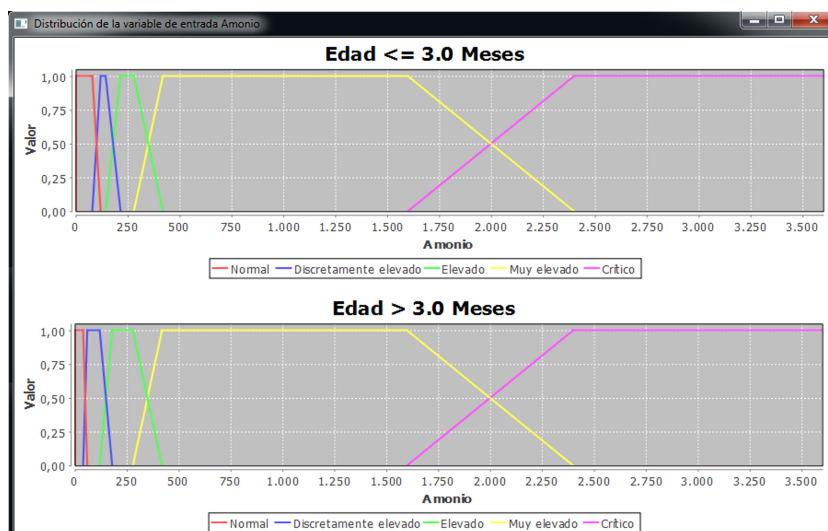 Distribución de la variable de entrada Amonio
Edad <= 3.0 Meses
1,00
0,75
0,50
0,25
0,00
Valor
0 250 500 750 1.000 1.250 1.500 1.750 2.000 2.250 2.500 2.750 3.000 3.250 3.500
Amonio
Normal Discretamente elevado Elevado Muy elevado Crítico
Edad > 3.0 Meses
1,00
0,75
0,50
0,25
0,00
Valor
0 250 500 750 1.000 1.250 1.500 1.750 2.000 2.250 2.500 2.750 3.000 3.250 3.500
Amonio
Normal Discretamente elevado Elevado Muy elevado Crítico